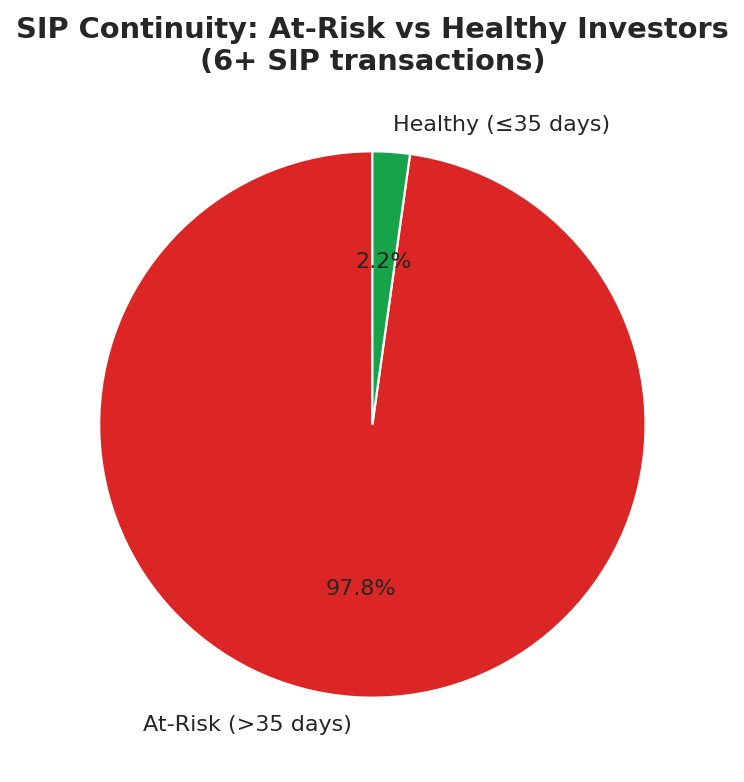 SIP Continuity: At-Risk vs Healthy Investors
(6+ SIP transactions)
Healthy (≤35 days)
2.2%
97.8%
At-Risk (>35 days)